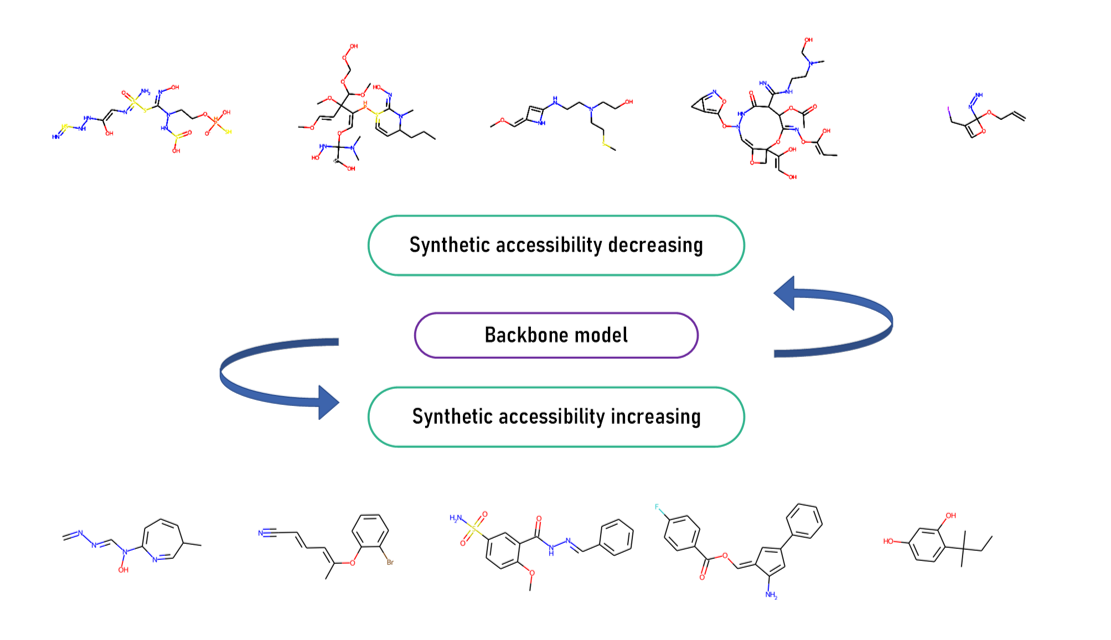 Synthetic accessibility decreasing
Backbone model
Synthetic accessibility increasing